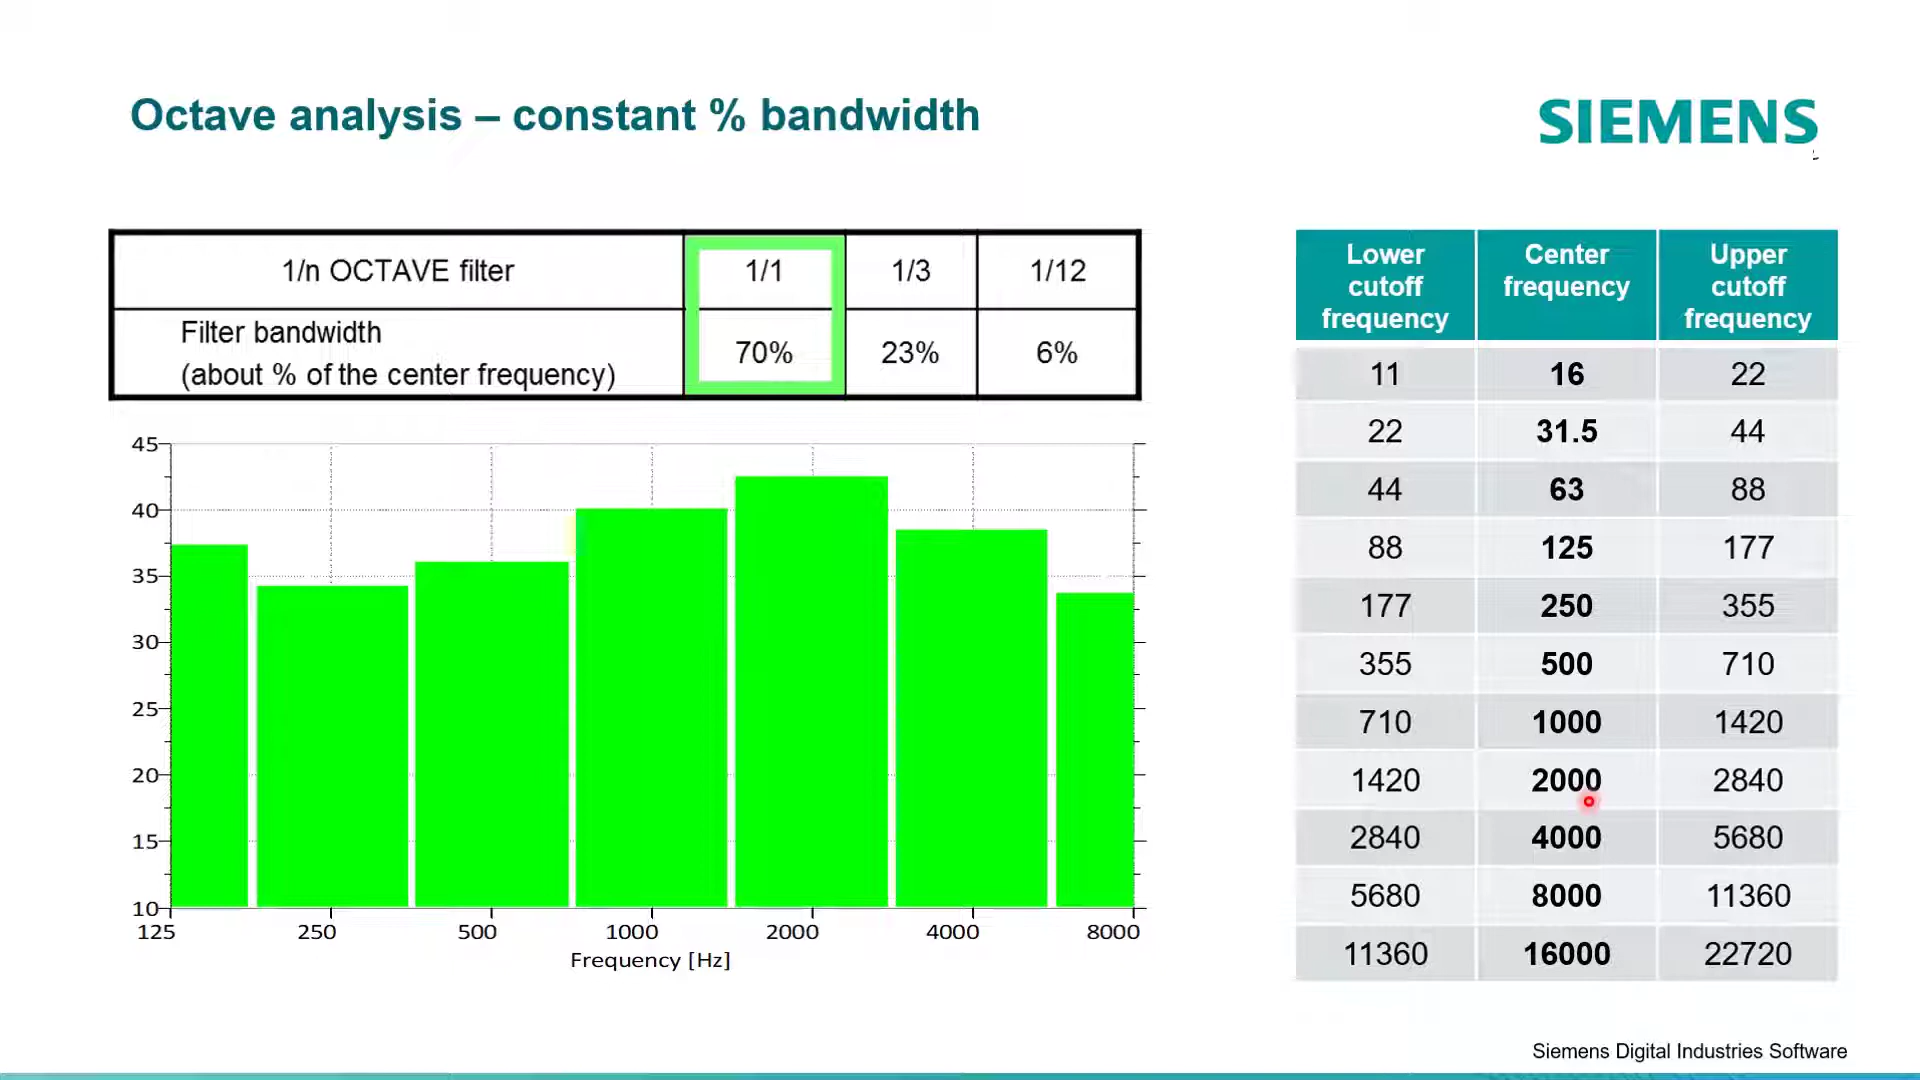 Octave analysis – constant % bandwidth
SIEMENS
1/n OCTAVE filter 1/1 1/3 1/12
Filter bandwidth
(about % of the center frequency) 70% 23% 6%
45
40
35
30
25
20
15
10
125 250 500 1000 2000 4000 8000
Frequency [Hz]
Lower cutoff frequency Center frequency Upper cutoff frequency
11 16 22
22 31.5 44
44 63 88
88 125 177
177 250 355
355 500 710
710 1000 1420
1420 2000 2840
2840 4000 5680
5680 8000 11360
11360 16000 22720
Siemens Digital Industries Software